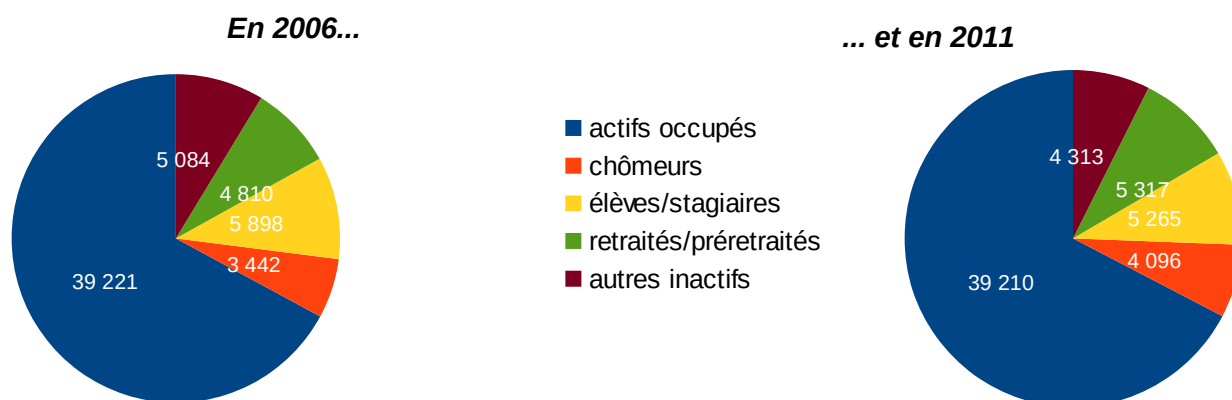 En 2006...
... et en 2011
5 084
4 810
5 898
3 442
39 221
actifs occupés
chômeurs
élèves/stagiaires
retraités/préretraités
autres inactifs
4 313
5 317
5 265
4 096
39 210